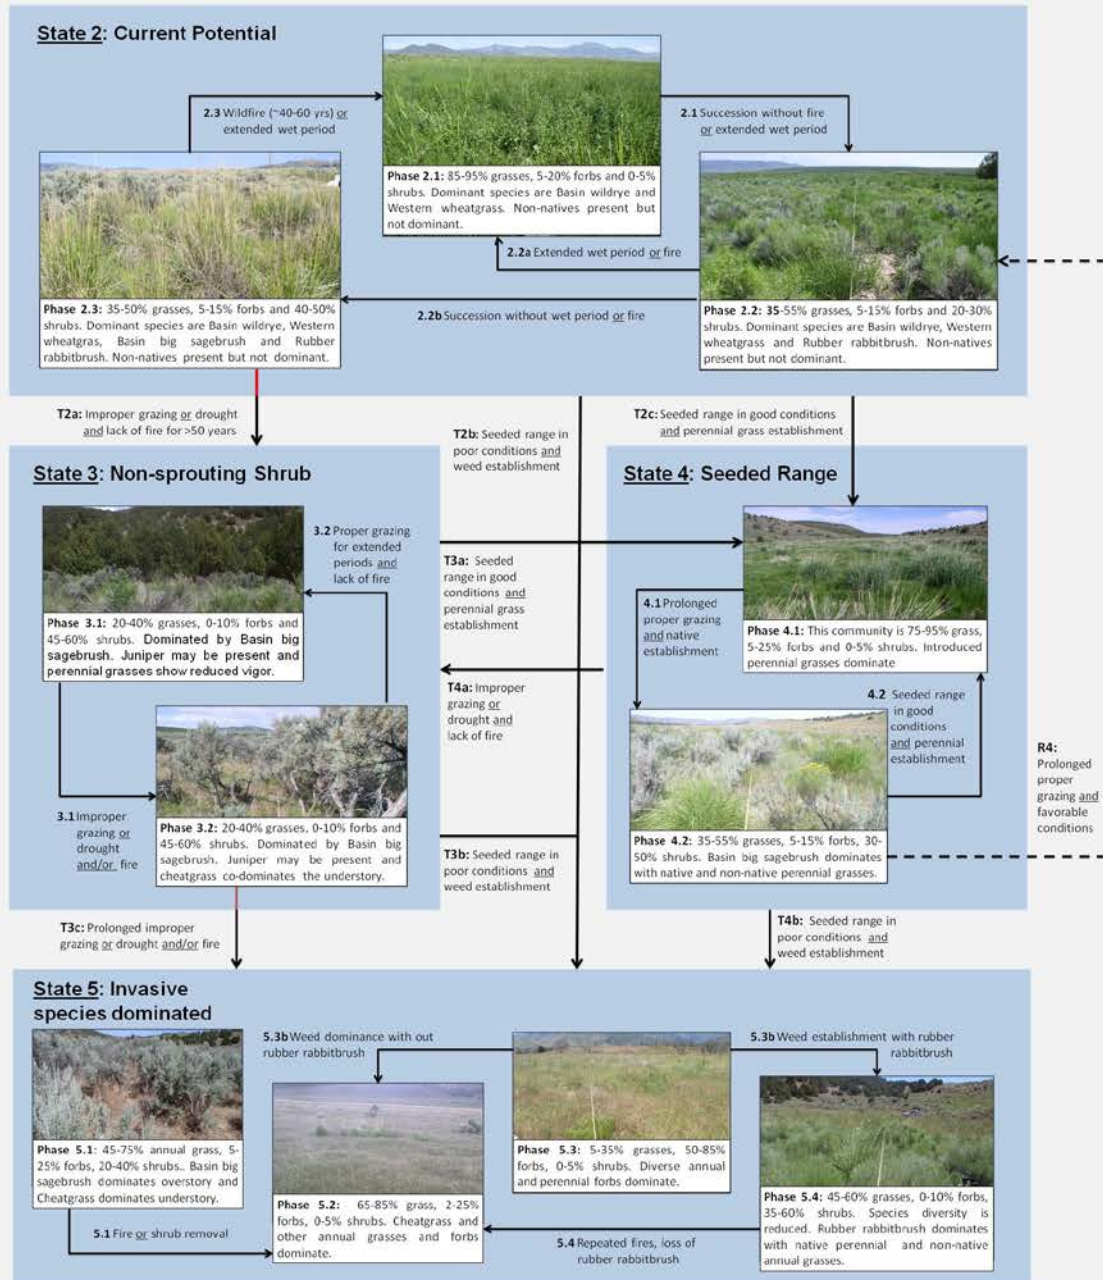 State 2: Current Potential
2.3 Wildfire (~40-60 yrs) or
extended wet period
2.1 Succession without fire
or extended wet period
Phase 2.1: 85-95% grasses, 5-20% forbs and 0-5%
shrubs. Dominant species are Basin wildrye and
Western wheatgrass. Non-natives present but
not dominant.
2.2a Extended wet period or fire
Phase 2.3: 35-50% grasses, 5-15% forbs and 40-50%
shrubs. Dominant species are Basin wildrye, Western
wheatgras, Basin big sagebrush and Rubber
rabbitbrush. Non-natives present but not dominant.
2.2b Succession without wet period or fire
Phase 2.2: 35-55% grasses, 5-15% forbs and 20-30%
shrubs. Dominant species are Basin wildrye, Western
wheatgrass and Rubber rabbitbrush. Non-natives
present but not dominant.
T2a: Improper grazing or drought
and lack of fire for >50 years
T2b: Seeded range in
poor conditions and
weed establishment
T2c: Seeded range in good conditions
and perennial grass establishment
State 3: Non-sprouting Shrub
3.2 Proper grazing
for extended
periods and
lack of fire
Phase 3.1: 20-40% grasses, 0-10% forbs and
45-60% shrubs. Dominated by Basin big
sagebrush. Juniper may be present and
perennial grasses show reduced vigor.
3.1 Improper
grazing or
drought
and/or fire
Phase 3.2: 20-40% grasses, 0-10% forbs and
45-60% shrubs. Dominated by Basin big
sagebrush. Juniper may be present and
cheatgrass co-dominates the understory.
T3a: Seeded
range in good
conditions and
perennial grass
establishment
T4a: Improper
grazing or
drought and
lack of fire
T3b: Seeded range in
poor conditions and
weed establishment
State 4: Seeded Range
4.1 Prolonged
proper grazing
and native
establishment
Phase 4.1: This community is 75-95% grass,
5-25% forbs and 0-5% shrubs. Introduced
perennial grasses dominate
4.2 Seeded range
in good
conditions
and perennial
establishment
Phase 4.2: 35-55% grasses, 5-15% forbs, 30-
50% shrubs. Basin big sagebrush dominates
with native and non-native perennial grasses.
R4:
Prolonged
proper
grazing and
favorable
conditions
T3c: Prolonged improper
grazing or drought and/or fire
T4b: Seeded range in
poor conditions and
weed establishment
State 5: Invasive
species dominated
5.3b Weed dominance with out
rubber rabbitbrush
5.3b Weed establishment with rubber
rabbitbrush
Phase 5.1: 45-75% annual grass, 5-
25% forbs, 20-40% shrubs.. Basin big
sagebrush dominates overstory and
Cheatgrass dominates understory.
5.1 Fire or shrub removal
Phase 5.2: 65-85% grass, 2-25%
forbs, 0-5% shrubs. Cheatgrass and
other annual grasses and forbs
dominate.
Phase 5.3: 5-35% grasses, 50-85%
forbs, 0-5% shrubs. Diverse annual
and perennial forbs dominate.
5.4 Repeated fires, loss of
rubber rabbitbrush
Phase 5.4: 45-60% grasses, 0-10% forbs,
35-60% shrubs. Species diversity is
reduced. Rubber rabbitbrush dominates
with native perennial and non-native
annual grasses.